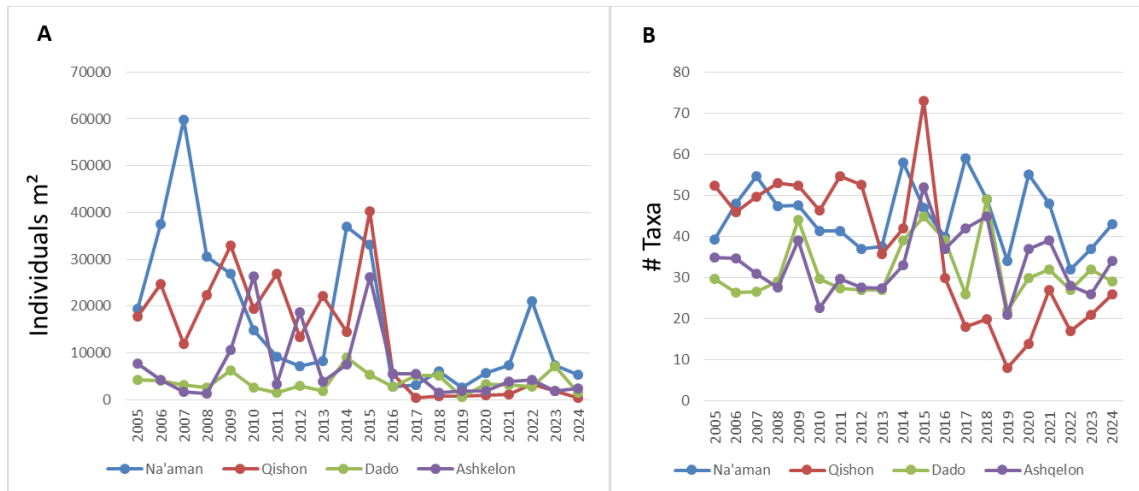 A
Individuals m²
70000
60000
50000
40000
30000
20000
10000
0
2005 2006 2007 2008 2009 2010 2011 2012 2013 2014 2015 2016 2017 2018 2019 2020 2021 2022 2023 2024
Na'aman Qishon Dado Ashkelon
B
# Taxa
80
70
60
50
40
30
20
10
0
2005 2006 2007 2008 2009 2010 2011 2012 2013 2014 2015 2016 2017 2018 2019 2020 2021 2022 2023 2024
Na'aman Qishon Dado Ashqelon